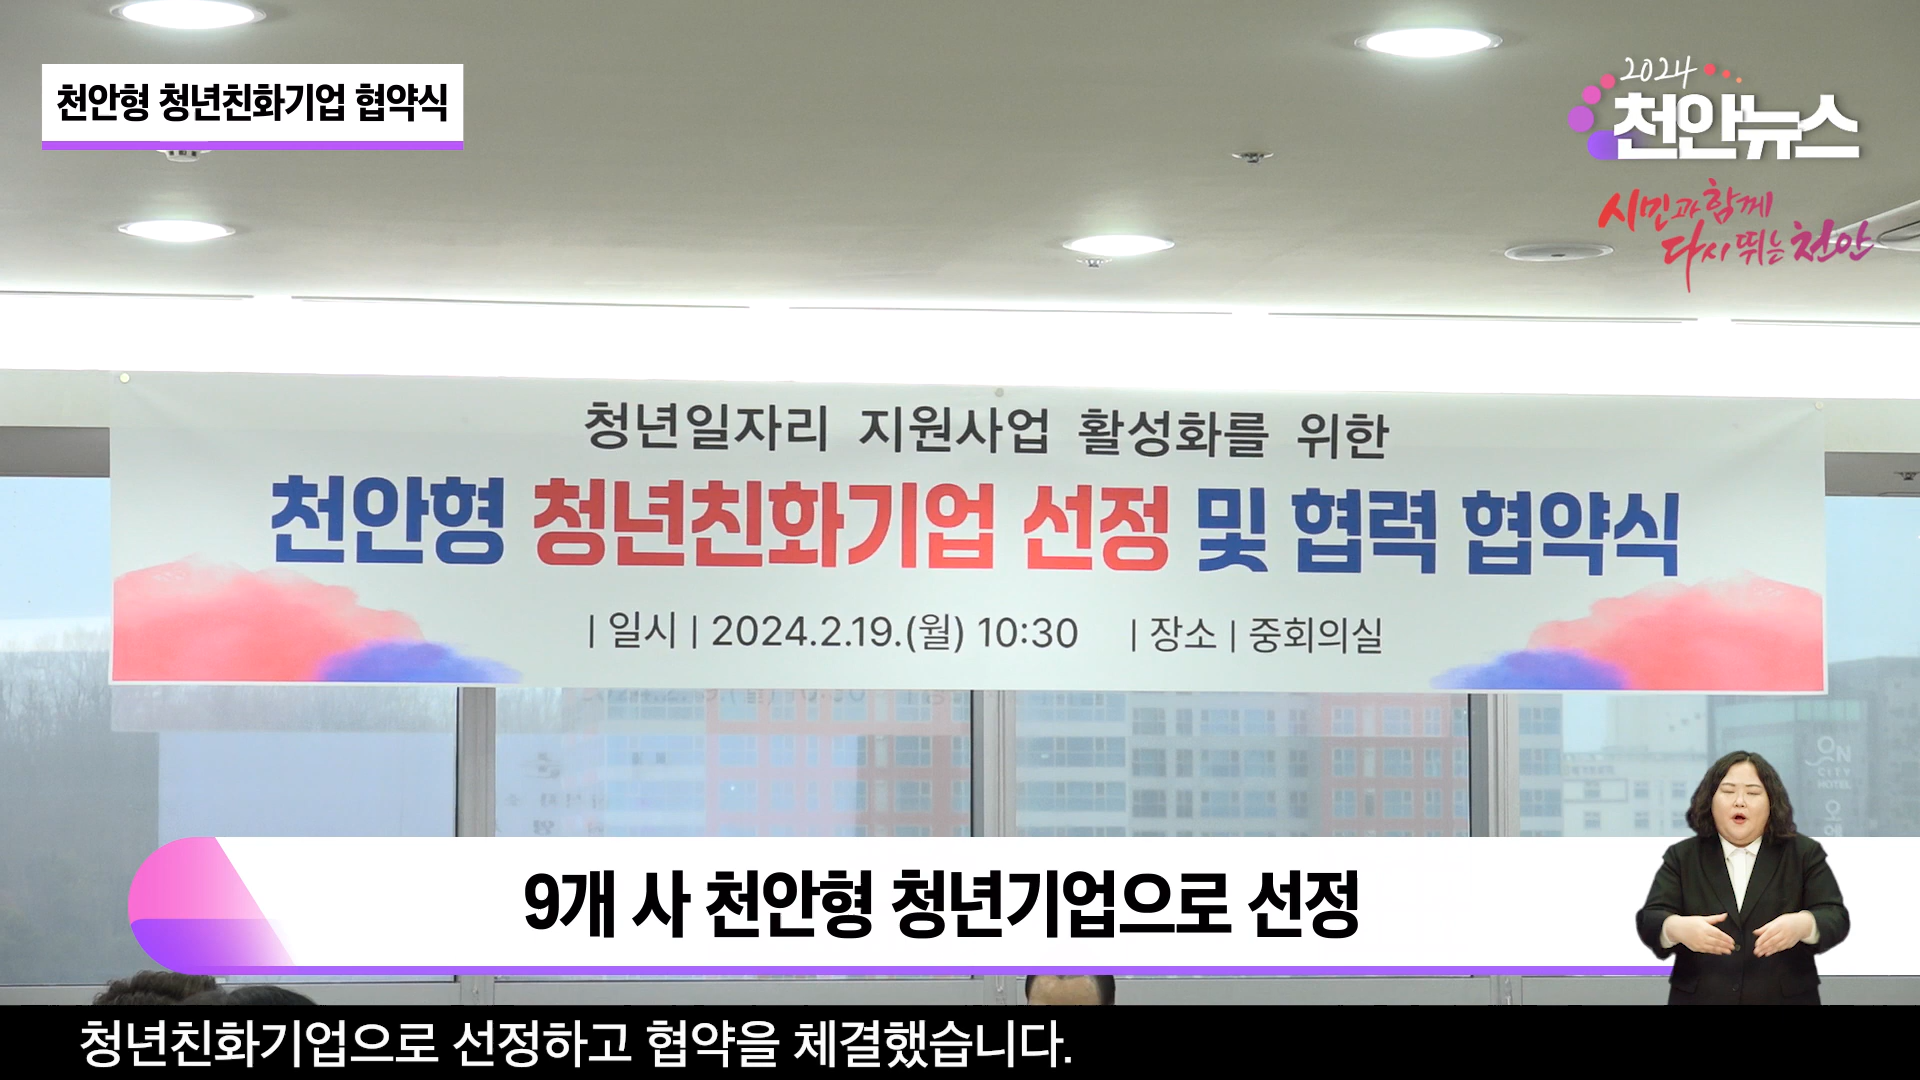 천안형 청년친화기업 협약식
2024
천안뉴스
시민과 함께
다시 뛰는 천안
청년일자리 지원사업 활성화를 위한
천안형 청년친화기업 선정 및 협력 협약식
| 일시 | 2024.2.19.(월) 10:30 | 장소 | 중회의실
ON
CITY
HOTEL
9개 사 천안형 청년기업으로 선정
청년친화기업으로 선정하고 협약을 체결했습니다.